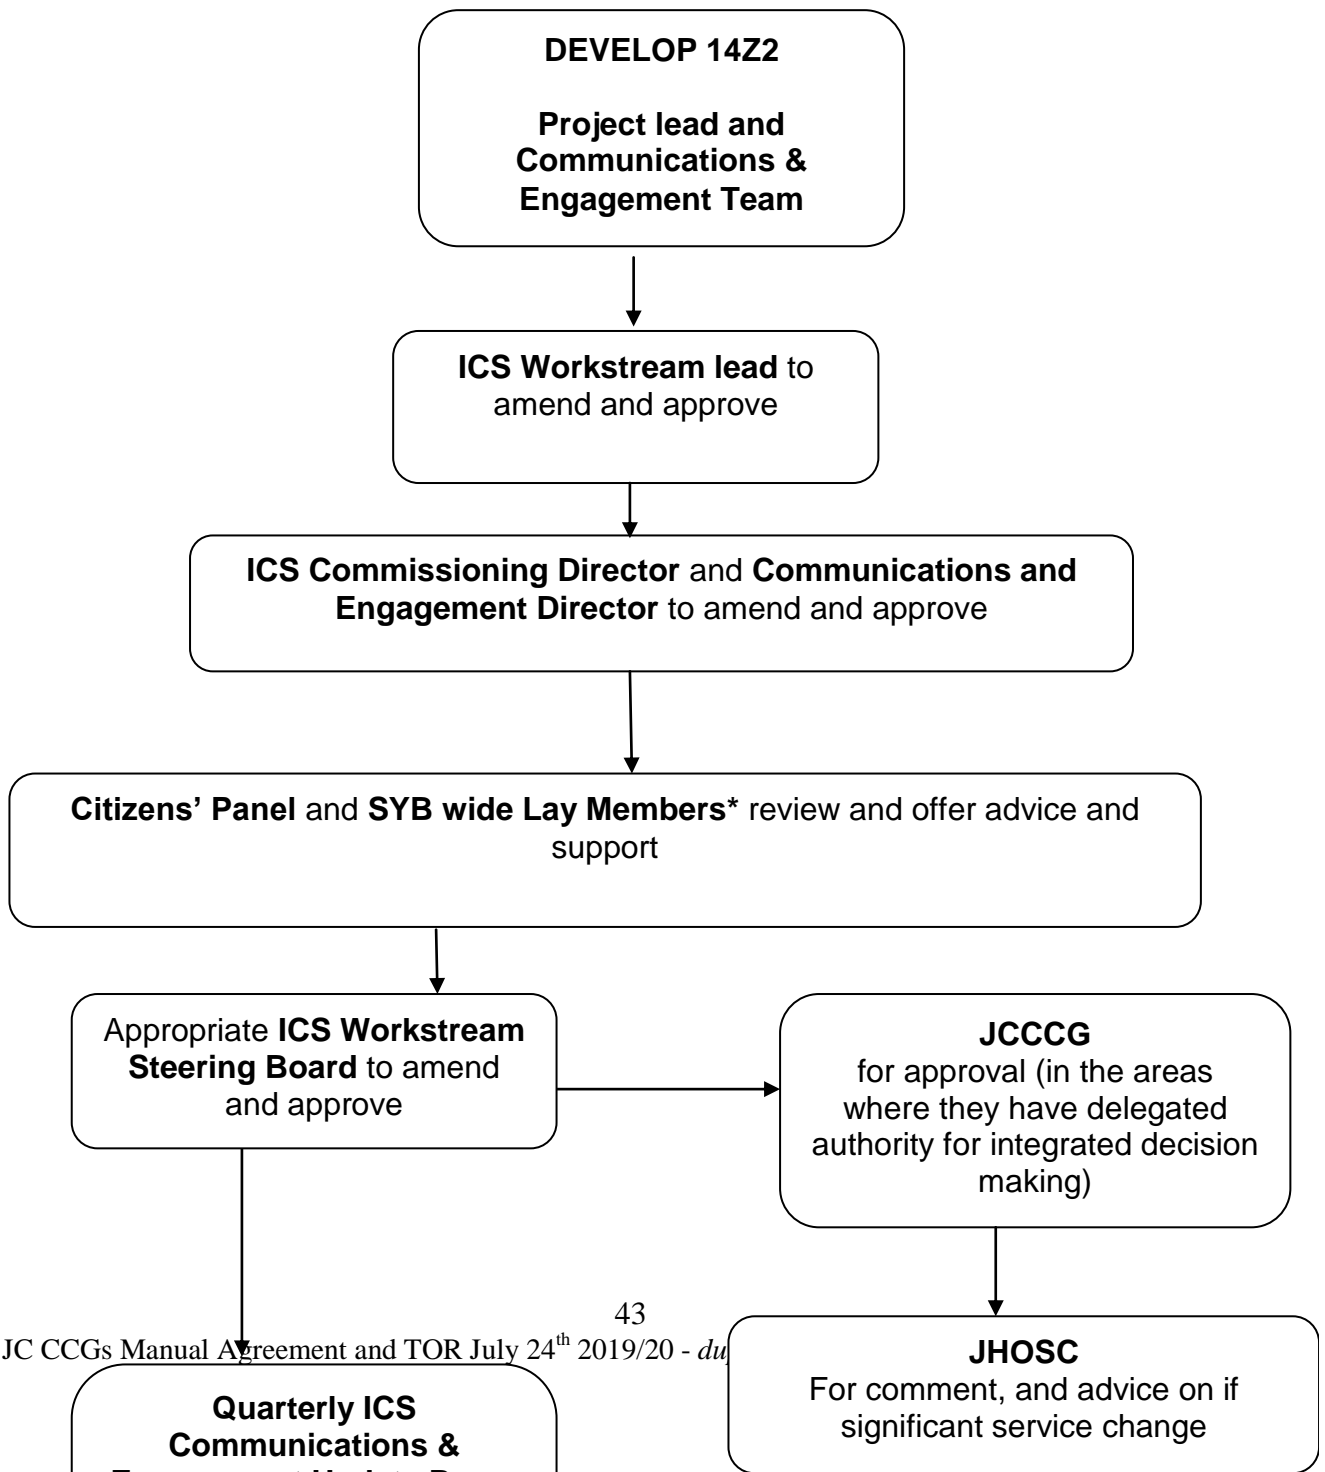 DEVELOP 14Z2
Project lead and
Communications &
Engagement Team
ICS Workstream lead to
amend and approve
ICS Commissioning Director and Communications and
Engagement Director to amend and approve
Citizens’ Panel and SYB wide Lay Members* review and offer advice and
support
Appropriate ICS Workstream
Steering Board to amend
and approve
JCCCG
for approval (in the areas
where they have delegated
authority for integrated decision
making)
43
JC CCGs Manual Agreement and TOR July 24th 2019/20 -
JHOSC
For comment, and advice on if
significant service change
Quarterly ICS
Communications &